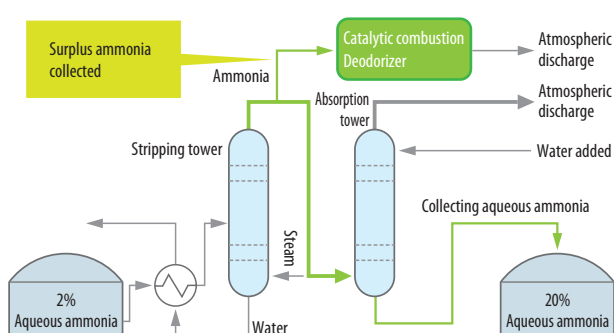 Surplus ammonia
collected
Ammonia
Catalytic combustion
Deodorizer
Atmospheric
discharge
Absorption
tower
Atmospheric
discharge
Stripping tower
Water added
Collecting aqueous ammonia
Steam
2%
Aqueous ammonia
Water
20%
Aqueous ammonia